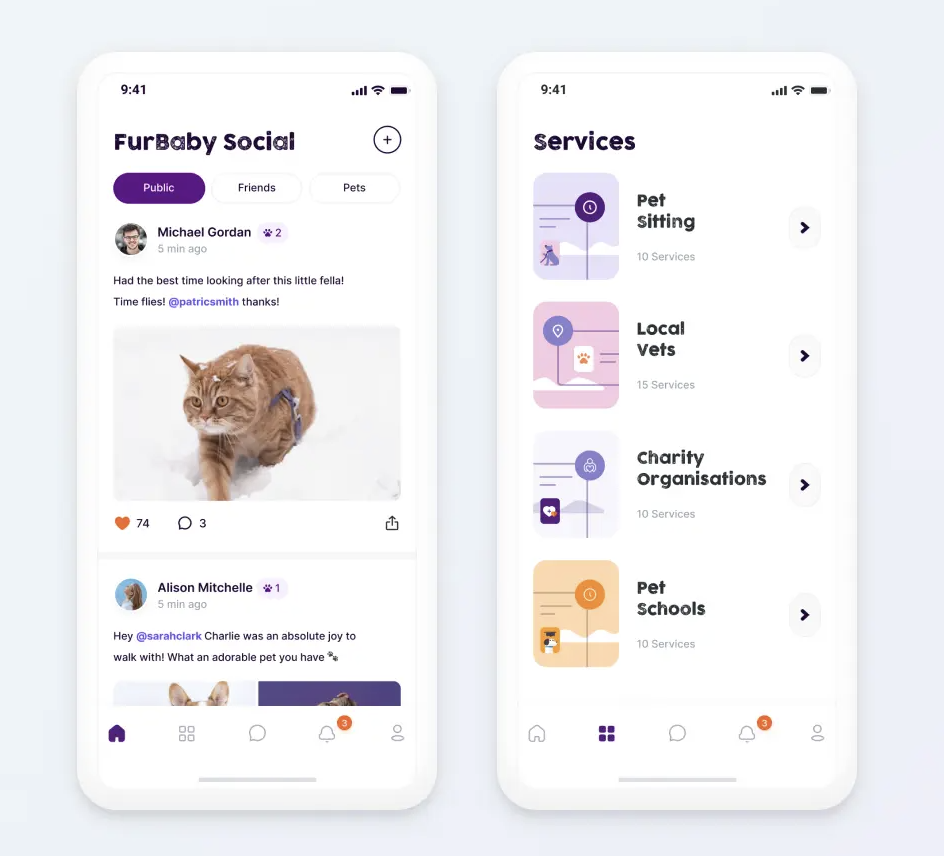 9:41
FurBaby Social
Public
Friends
Pets
Michael Gordan 2
5 min ago
Had the best time looking after this little fella!
Time flies! @patricsmith thanks!
74
3
Alison Mitchelle 1
5 min ago
Hey @sarahclark Charlie was an absolute joy to
walk with! What an adorable pet you have 🐾
3
9:41
Services
Pet
Sitting
10 Services
Local
Vets
15 Services
Charity
Organisations
10 Services
Pet
Schools
10 Services
3